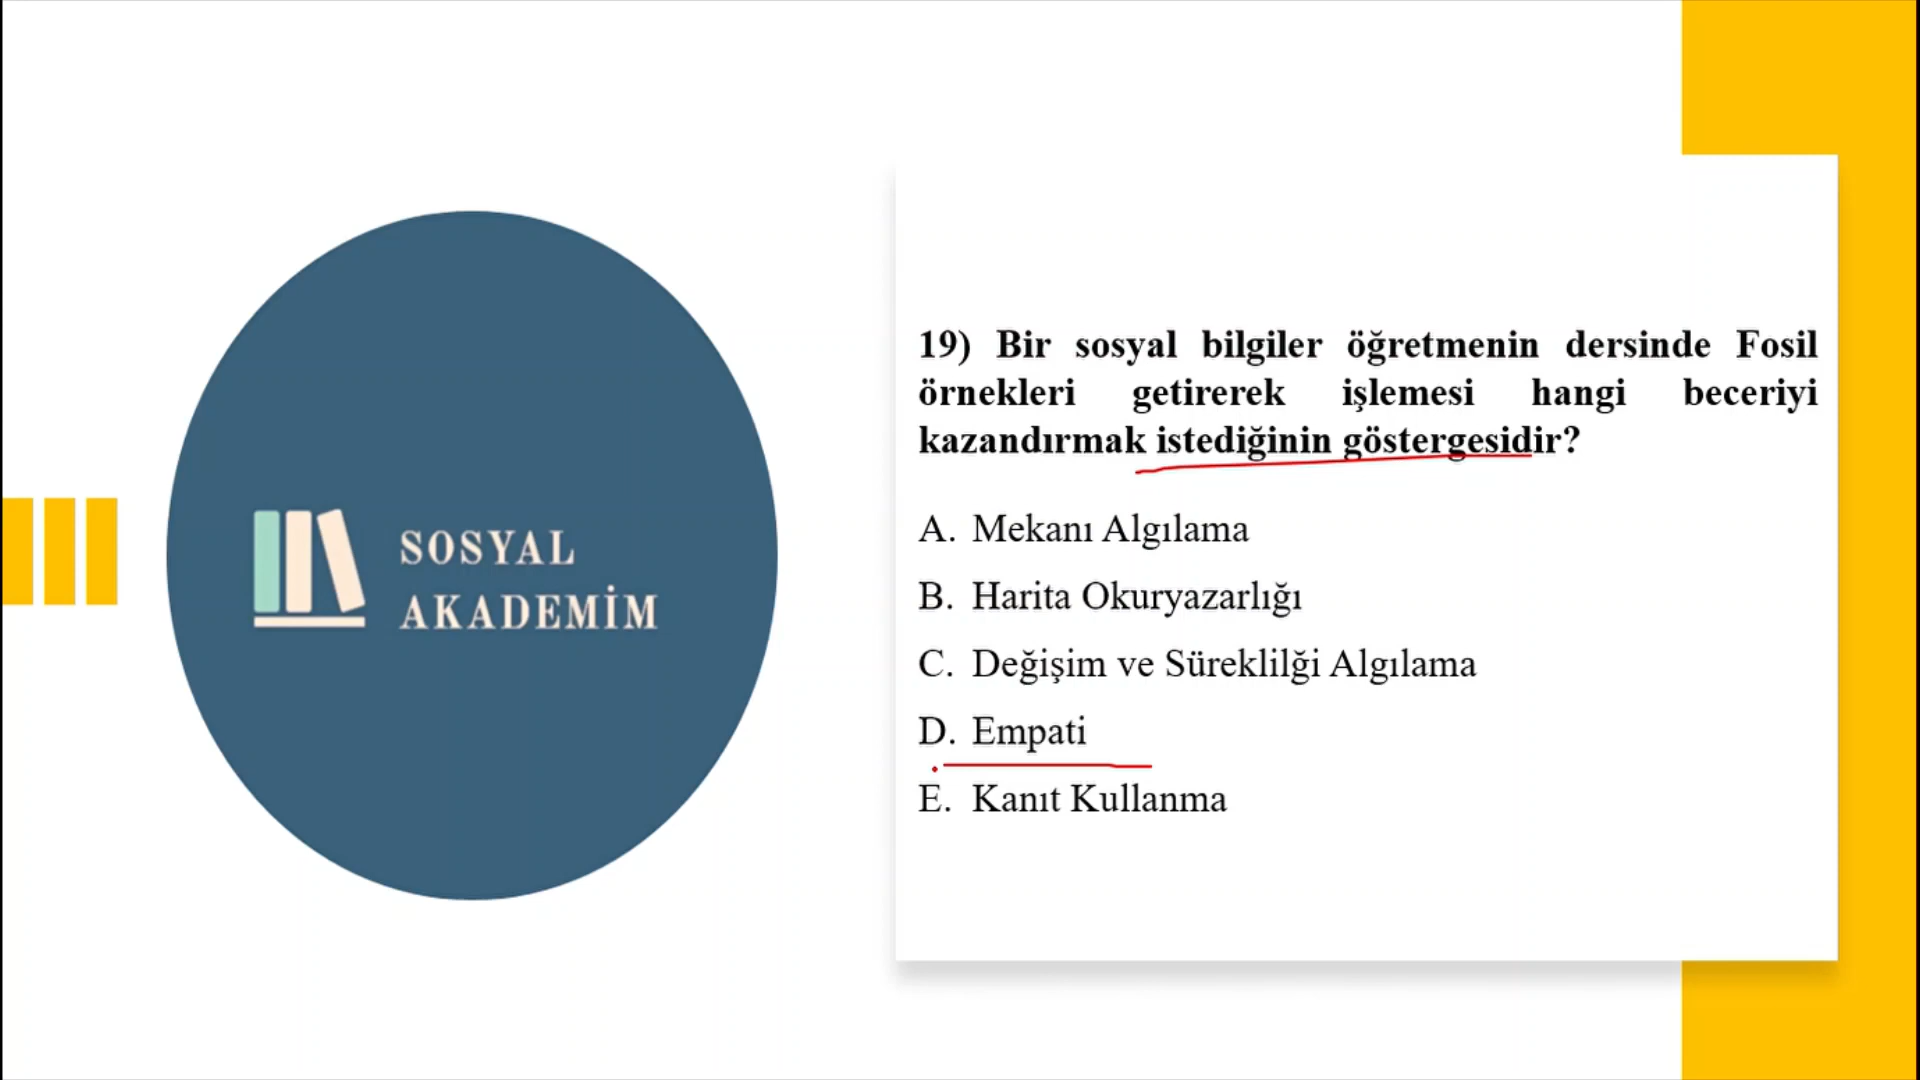 SOSYAL
AKADEMİM
19) Bir sosyal bilgiler öğretmenin dersinde Fosil
örnekleri getirerek işlemesi hangi beceriyi
kazandırmak istediğinin göstergesidir?
A. Mekanı Algılama
B. Harita Okuryazarlığı
C. Değişim ve Süreklilği Algılama
D. Empati
E. Kanıt Kullanma